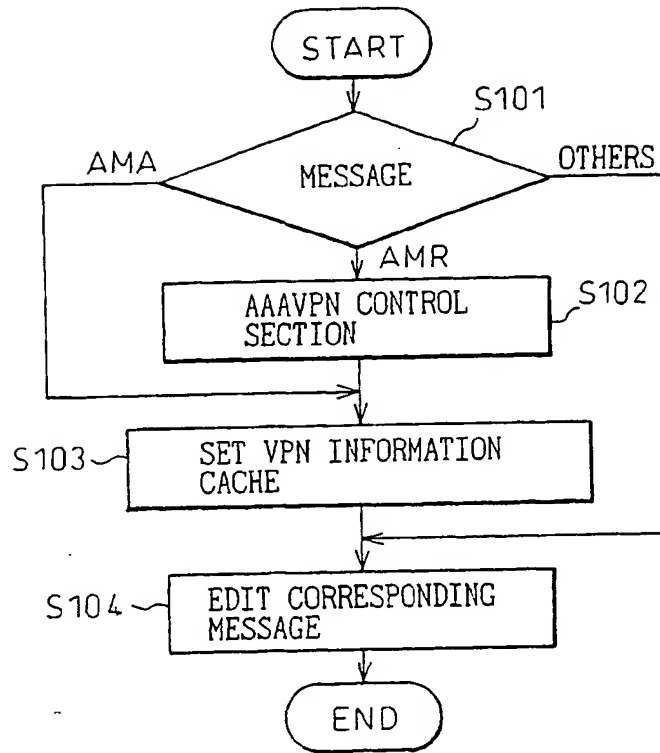 START
S101
AMA
MESSAGE
OTHERS
AMR
AAAVPN CONTROL
SECTION
S102
S103
SET VPN INFORMATION
CACHE
S104
EDIT CORRESPONDING
MESSAGE
END